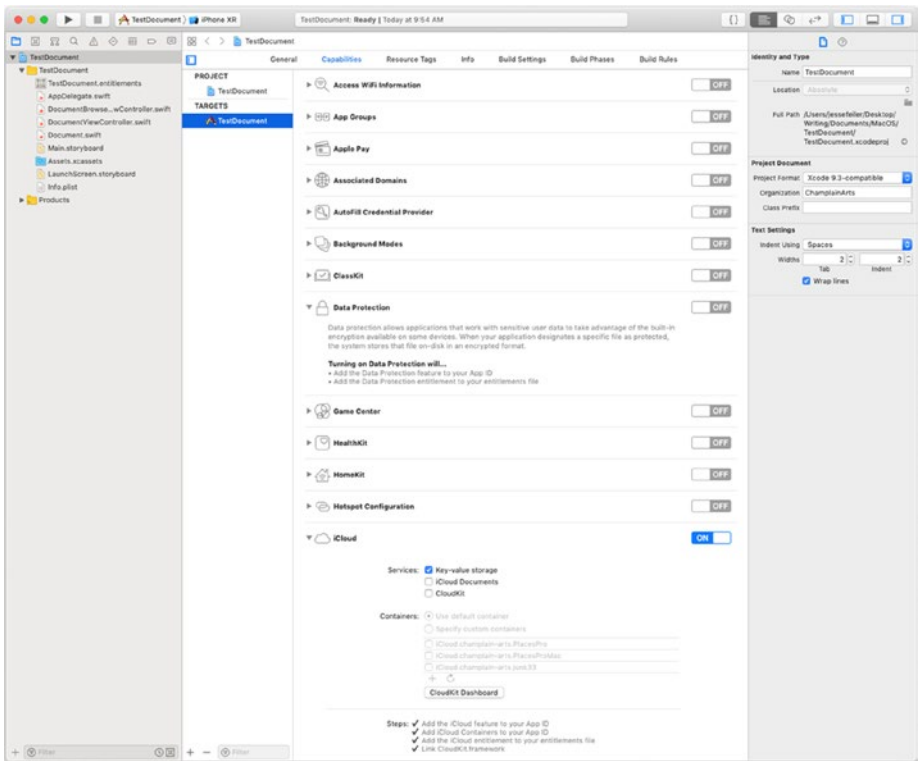 TestDocument
iPhone XR
TestDocument: Ready | Today at 9:54 AM
TestDocument
TestDocument
TestDocument.entitlements
AppDelegate.swift
DocumentBrowse...wController.swift
DocumentViewController.swift
Document.swift
Main.storyboard
Assets.xcassets
LaunchScreen.storyboard
Info.plist
Products
Filter
TestDocument
General Capabilities Resource Tags Info Build Settings Build Phases Build Rules
PROJECT
TestDocument
TARGETS
TestDocument
Filter
Access WiFi Information OFF
App Groups OFF
Apple Pay OFF
Associated Domains OFF
AutoFill Credential Provider OFF
Background Modes OFF
ClassKit OFF
Data Protection OFF
Data protection allows applications that work with sensitive user data to take advantage of the built-in
encryption available on some devices. When your application designates a specific file as protected,
the system stores that file on-disk in an encrypted format.
Turning on Data Protection will...
• Add the Data Protection feature to your App ID
• Add the Data Protection entitlement to your entitlements file
Game Center OFF
HealthKit OFF
HomeKit OFF
Hotspot Configuration OFF
iCloud ON
Services: Key-value storage
iCloud Documents
CloudKit
Containers: Use default container
Specify custom containers
iCloud.champlain-arts.PlacesPro
iCloud.champlain-arts.PlacesProMac
iCloud.champlain-arts.junk33
CloudKit Dashboard
Steps: ✓ Add the iCloud feature to your App ID
✓ Add iCloud Containers to your App ID
✓ Add the iCloud entitlement to your entitlements file
✓ Link CloudKit.framework
Identity and Type
Name TestDocument
Location Absolute
Full Path /Users/jessefeiler/Desktop/
Writing/Documents/MacOS/
TestDocument/
TestDocument.xcodeproj
Project Document
Project Format Xcode 9.3-compatible
Organization ChamplainArts
Class Prefix
Text Settings
Indent Using Spaces
Widths 2 2
Tab Indent
Wrap lines